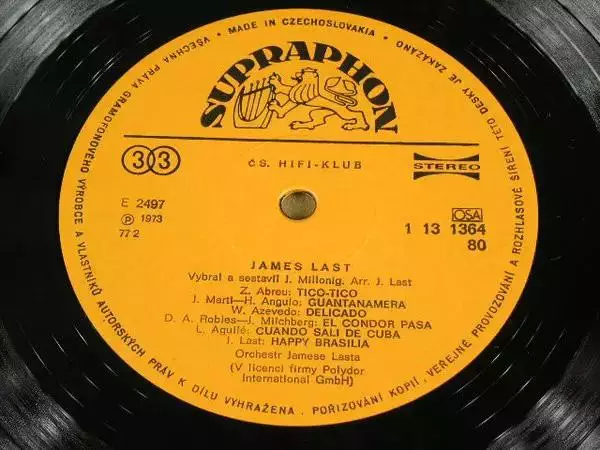 VŠECHNA PRÁVA GRAMOFONOVÉHO VÝROBCE A VLASTNÍKŮ AUTORSKÝCH PRÁV K DÍLU VYHRAŽENA. POŘIZOVÁNÍ KOPIÍ, VEŘEJNÉ PROVOZOVÁNÍ A ROZHLASOVÉ ŠÍŘENÍ TÉTO DESKY JE ZAKÁZÁNO • MADE IN CZECHOSLOVAKIA •
SUPRAPHON
33
ČS. HIFI-KLUB
STEREO
E 2497
Ⓟ 1973
77 2
OSA
1 13 1364
80
JAMES LAST
Vybral a sestavil J. Millonig. Arr. J. Last
Z. Abreu: TICO-TICO
J. Marti—H. Angulo: GUANTANAMERA
W. Azevedo: DELICADO
D. A. Robles—J. Milchberg: EL CONDOR PASA
L. Aguilé: CUANDO SALI DE CUBA
J. Last: HAPPY BRASILIA
Orchestr Jamese Lasta
(V licenci firmy Polydor
International GmbH)